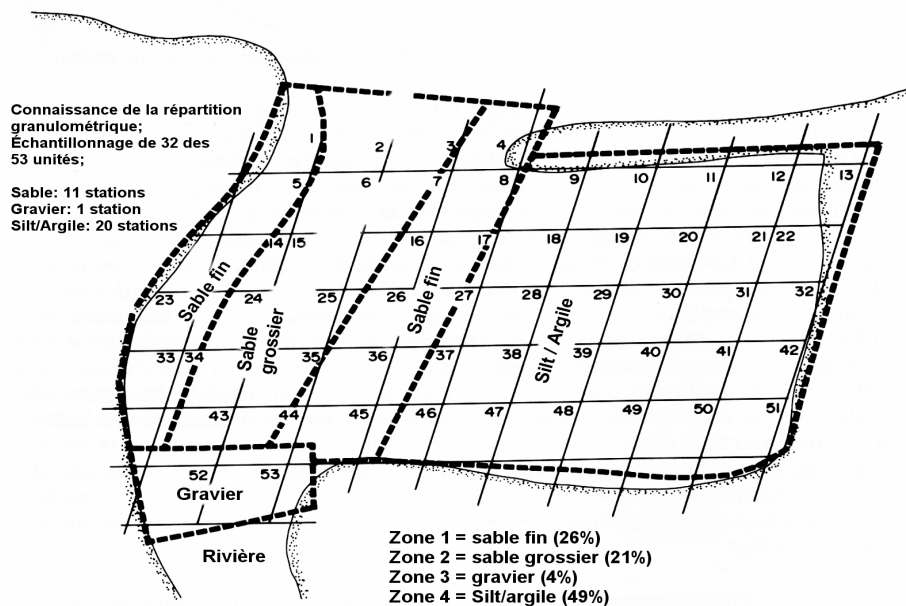 Connaissance de la répartition
granulométrique;
Échantillonnage de 32 des
53 unités;
Sable: 11 stations
Gravier: 1 station
Silt/Argile: 20 stations
1 2 3 4
5 6 7 8 9 10 11 12 13
14 15 16 17 18 19 20 21 22
23 24 25 26 27 28 29 30 31 32
33 34 35 36 37 38 39 40 41 42
43 44 45 46 47 48 49 50 51
52 53
Sable fin
Sable
grossier
Sable fin
Silt / Argile
Gravier
Rivière
Zone 1 = sable fin (26%)
Zone 2 = sable grossier (21%)
Zone 3 = gravier (4%)
Zone 4 = Silt/argile (49%)